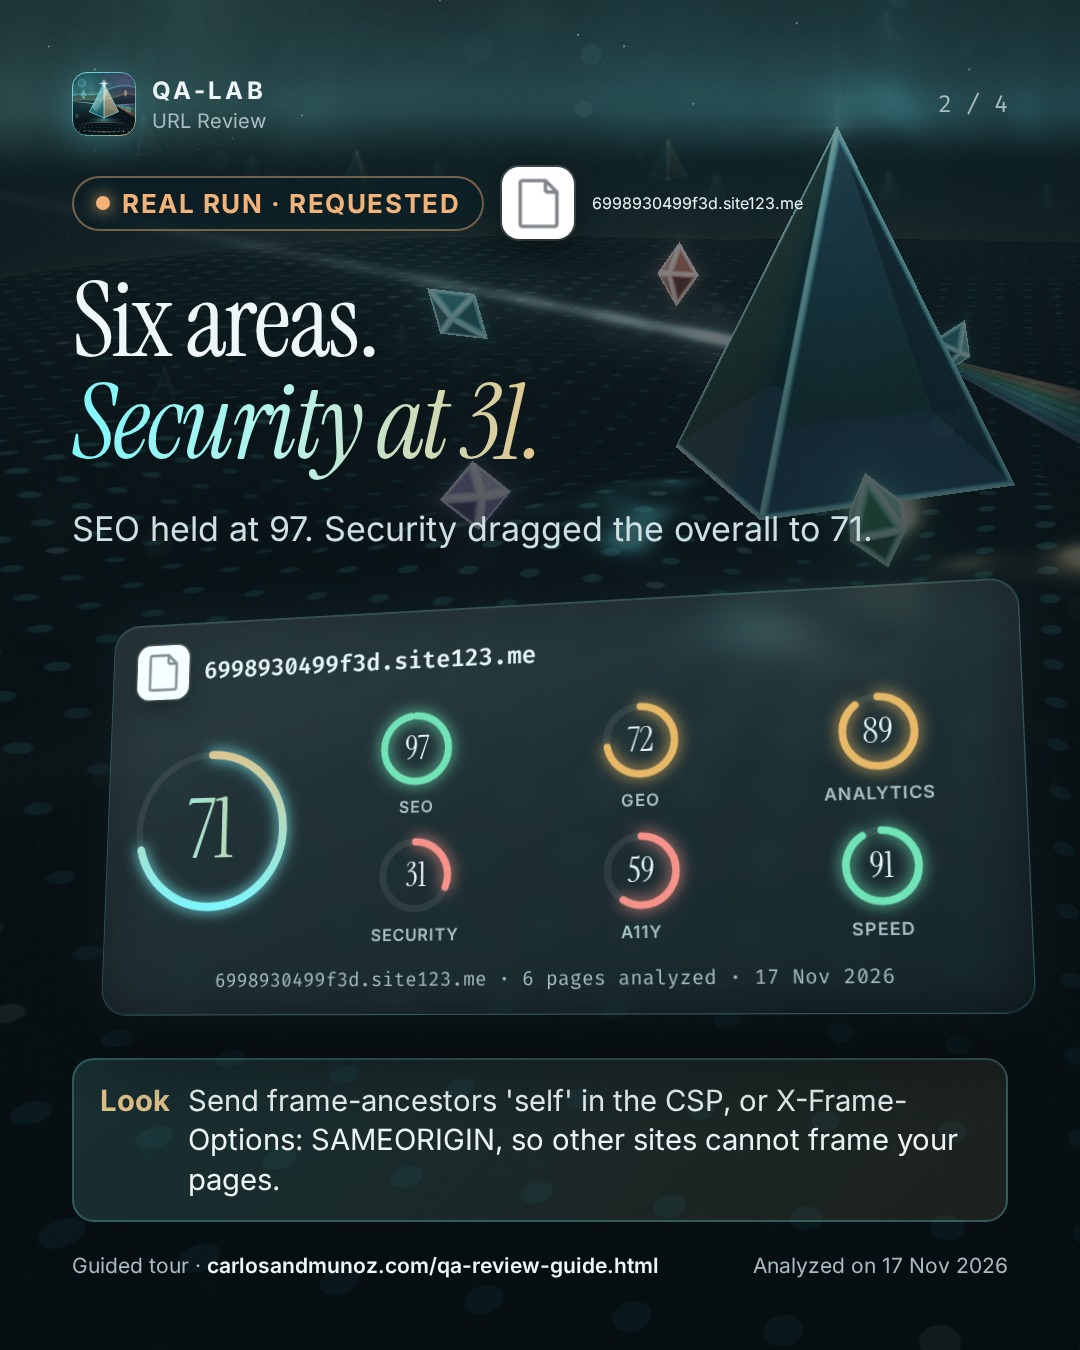 QA-LAB
URL Review
2 / 4
REAL RUN · REQUESTED
6998930499f3d.site123.me
Six areas.
Security at 31.
SEO held at 97. Security dragged the overall to 71.
6998930499f3d.site123.me
71
97
SEO
72
GEO
89
ANALYTICS
31
SECURITY
59
A11Y
91
SPEED
6998930499f3d.site123.me · 6 pages analyzed · 17 Nov 2026
Look Send frame-ancestors 'self' in the CSP, or X-Frame-
Options: SAMEORIGIN, so other sites cannot frame your
pages.
Guided tour · carlosandmunoz.com/qa-review-guide.html
Analyzed on 17 Nov 2026